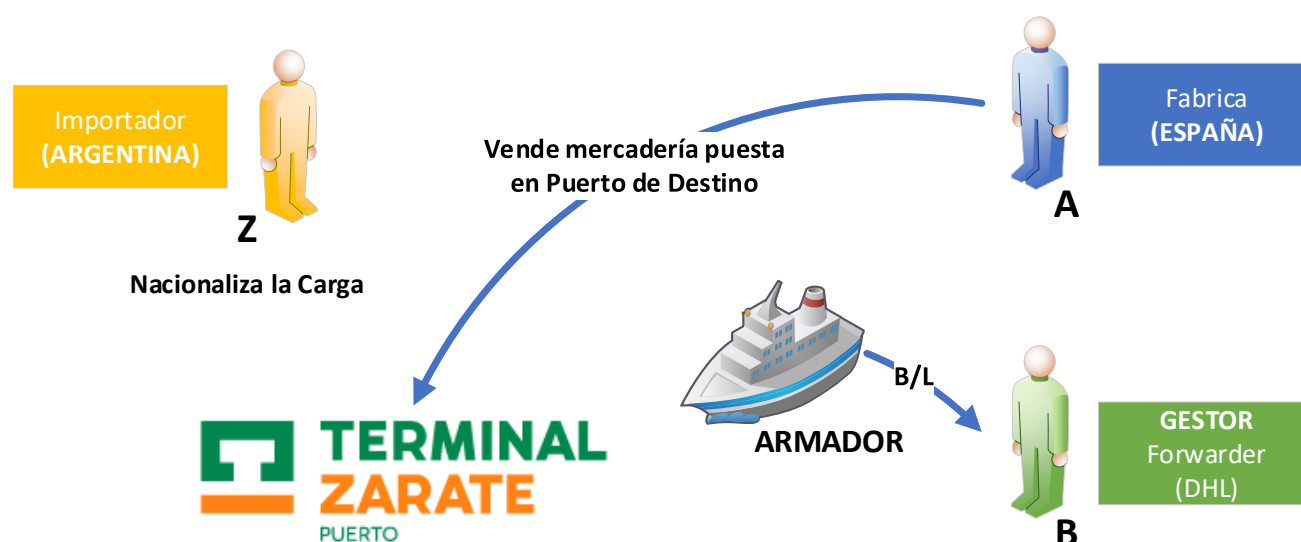 Importador
(ARGENTINA)
Z
Nacionaliza la Carga
Vende mercadería puesta
en Puerto de Destino
Fabrica
(ESPAÑA)
A
B/L
ARMADOR
GESTOR
Forwarder
(DHL)
B
TERMINAL
ZARATE
PUERTO